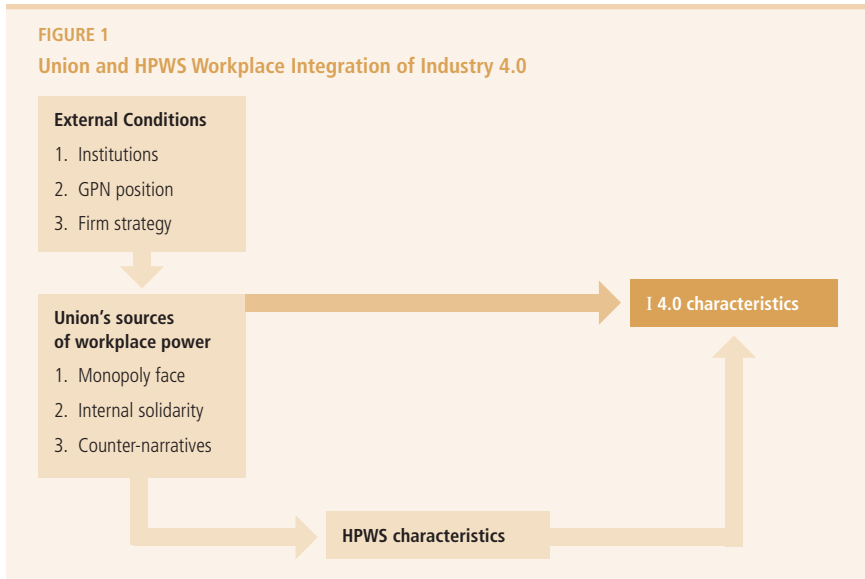 FIGURE 1
Union and HPWS Workplace Integration of Industry 4.0
External Conditions
1. Institutions
2. GPN position
3. Firm strategy
Union's sources
of workplace power
1. Monopoly face
2. Internal solidarity
3. Counter-narratives
I 4.0 characteristics
HPWS characteristics